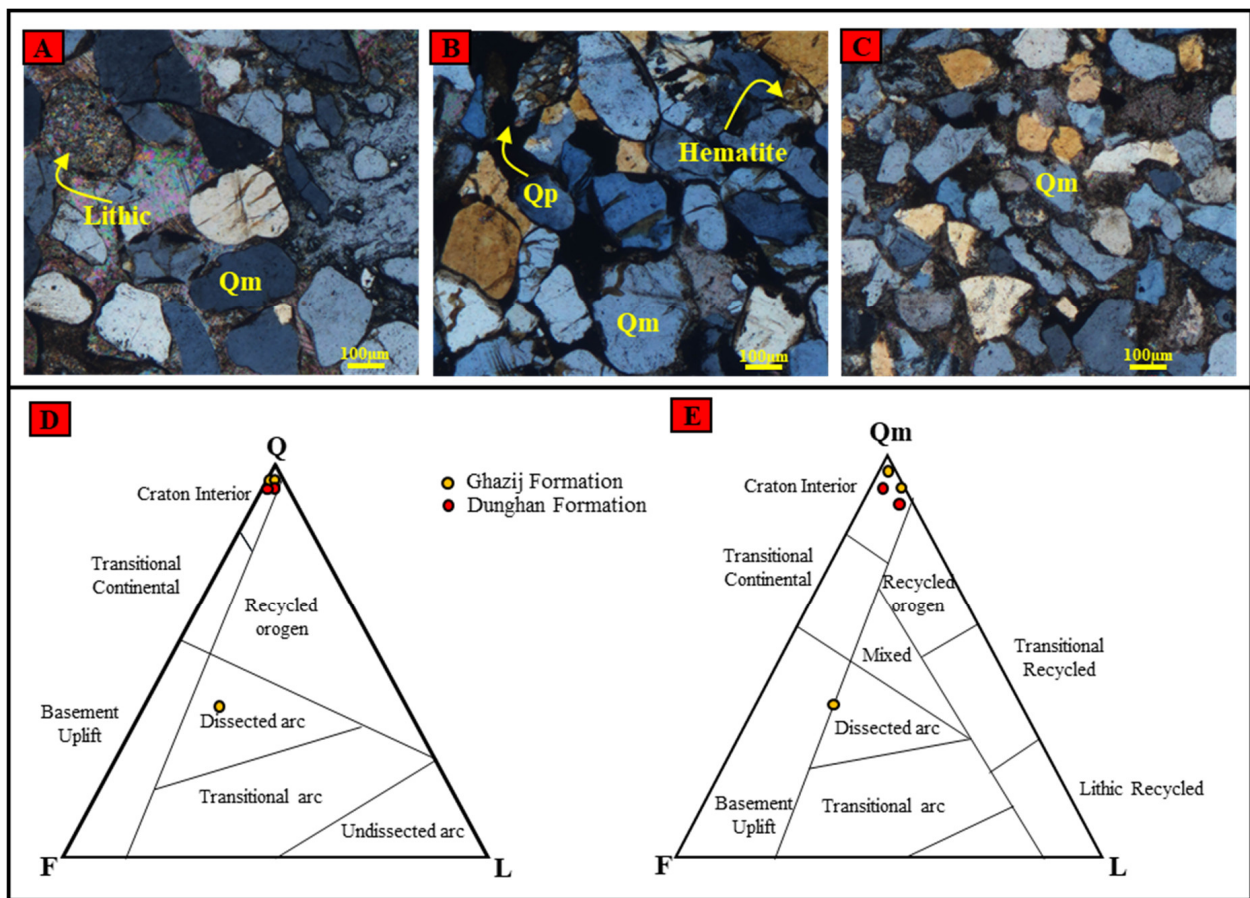 A
Lithic
Qm
100µm
B
Hematite
Qp
Qm
100µm
C
Qm
100µm
D
Q
Craton Interior
Transitional
Continental
Recycled
orogen
Basement
Uplift
Dissected arc
Transitional arc
Undissected arc
F
L
Ghazij Formation
Dunghan Formation
E
Qm
Craton Interior
Transitional
Continental
Recycled
orogen
Mixed
Transitional
Recycled
Dissected arc
Basement
Uplift
Transitional arc
Lithic Recycled
F
L